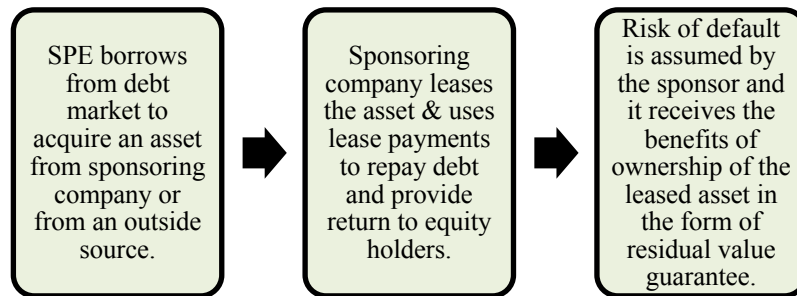 SPE borrows
from debt
market to
acquire an asset
from sponsoring
company or
from an outside
source.
Sponsoring
company leases
the asset & uses
lease payments
to repay debt
and provide
return to equity
holders.
Risk of default
is assumed by
the sponsor and
it receives the
benefits of
ownership of the
leased asset in
the form of
residual value
guarantee.